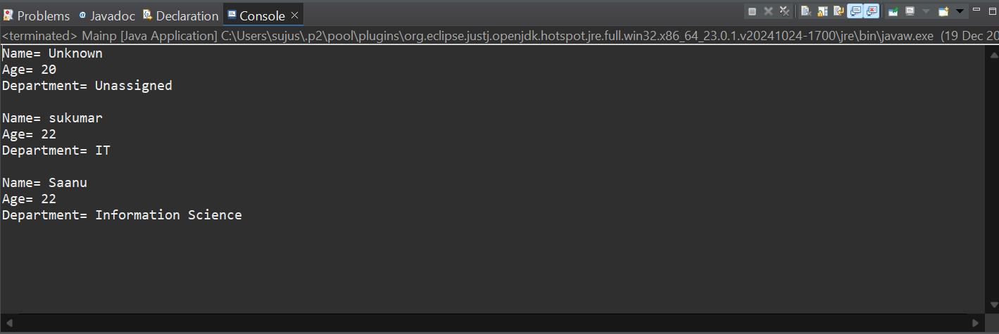 Problems Javadoc Declaration Console
<terminated> Mainp [Java Application] C:\Users\sujus\.p2\pool\plugins\org.eclipse.justj.openjdk.hotspot.jre.full.win32.x86_64_23.0.1.v20241024-1700\jre\bin\javaw.exe (19 Dec 20
Name= Unknown
Age= 20
Department= Unassigned
Name= sukumar
Age= 22
Department= IT
Name= Saanu
Age= 22
Department= Information Science